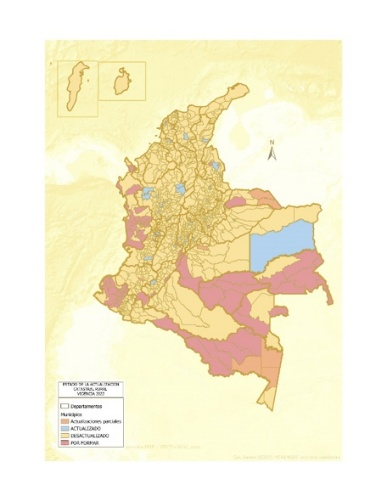 N
ESTADO DE LA ACTUALIZACIÓN
CATASTRAL RURAL
VIGENCIA 2022
Departamentos
Municipios
Actualizaciones parciales
ACTUALIZADO
DESACTUALIZADO
POR FORMAR